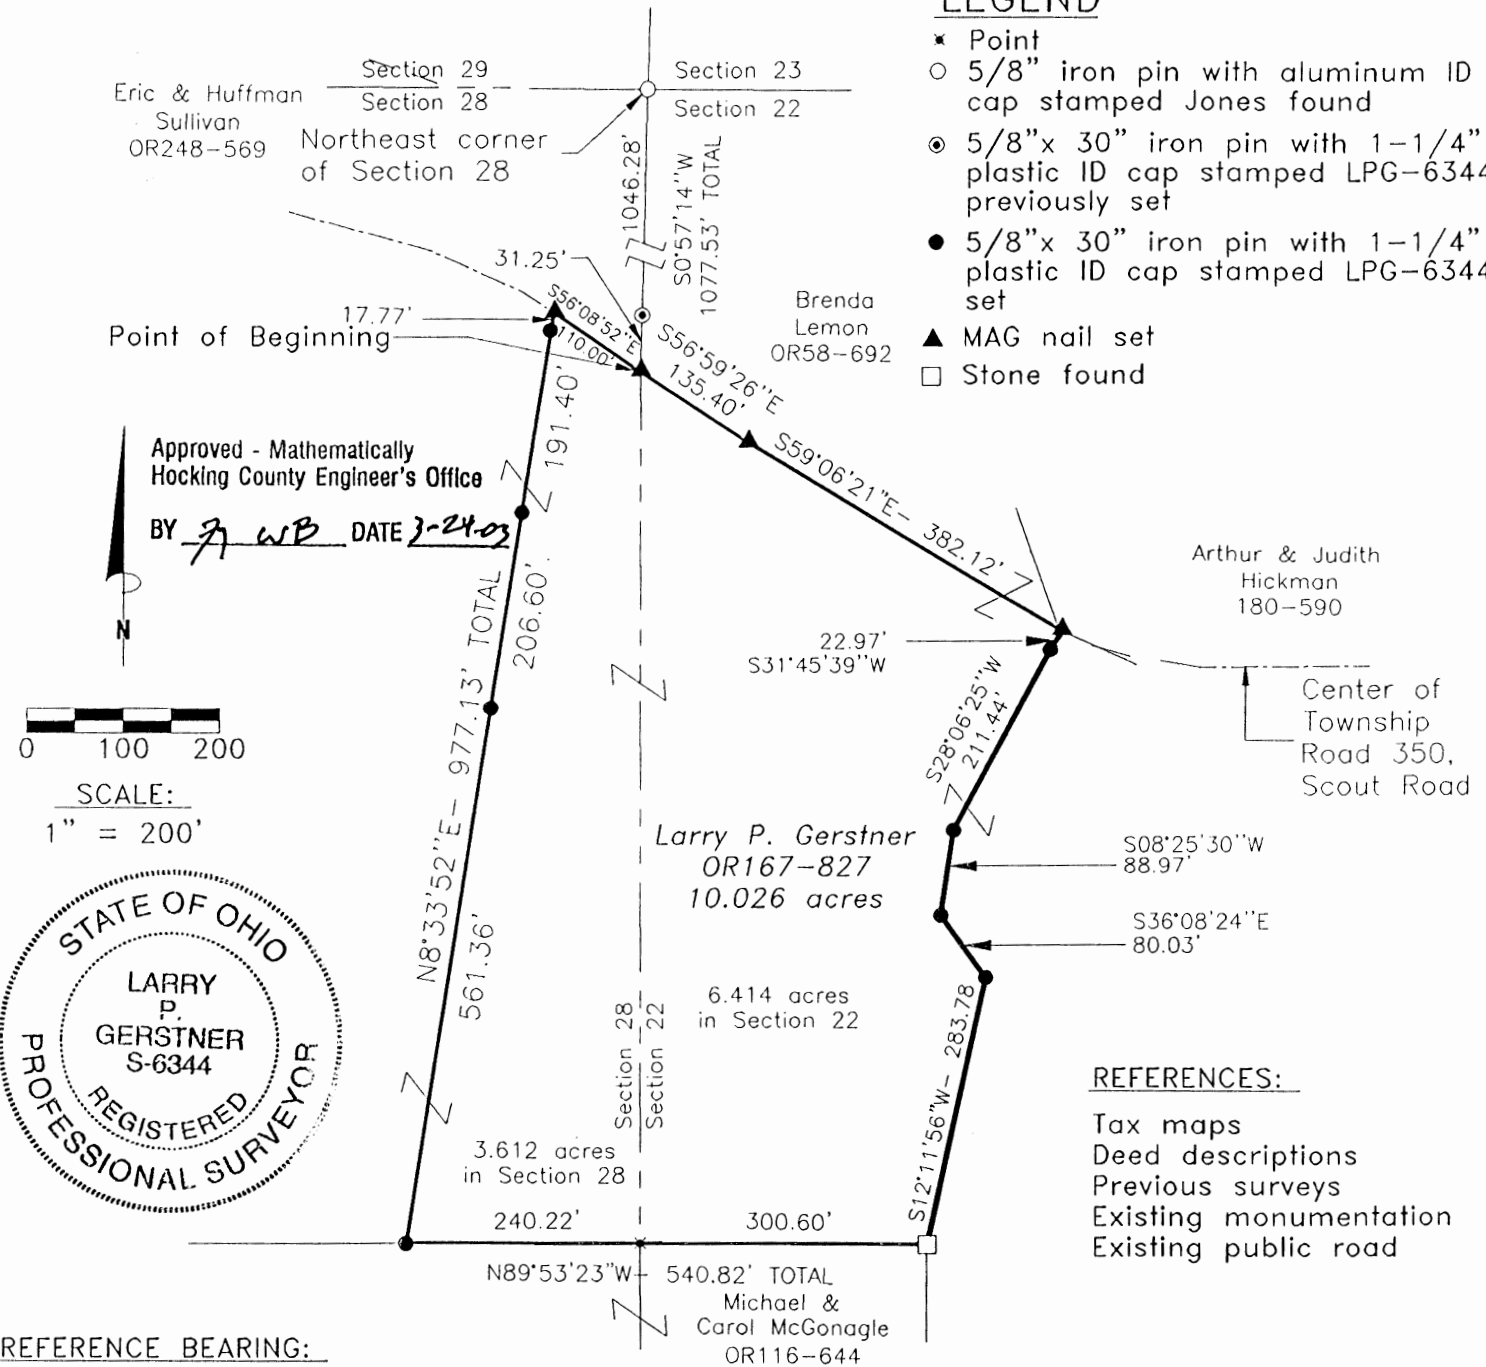 LEGEND
Point
5/8" iron pin with aluminum ID
cap stamped Jones found
5/8"x 30" iron pin with 1-1/4"
plastic ID cap stamped LPG-6344
previously set
5/8"x 30" iron pin with 1-1/4"
plastic ID cap stamped LPG-6344
set
MAG nail set
Stone found
Section 29
Section 28
Section 23
Section 22
Eric & Huffman
Sullivan
OR248-569
Northeast corner
of Section 28
1046.28'
S0°57'14"W
1077.53' TOTAL
31.25'
17.77'
S56°08'52"E
110.00'
Point of Beginning
S56°59'26"E
135.40'
Brenda
Lemon
OR58-692
S59°06'21"E- 382.12'
Approved - Mathematically
Hocking County Engineer's Office
BY WB DATE 3-24-03
N
191.40'
206.60'
N8°33'52"E- 977.13' TOTAL
561.36'
0 100 200
SCALE:
1" = 200'
Arthur & Judith
Hickman
180-590
22.97'
S31°45'39"W
Center of
Township
Road 350,
Scout Road
S28°06'25"W
211.44'
Larry P. Gerstner
OR167-827
10.026 acres
S08°25'30"W
88.97'
S36°08'24"E
80.03'
STATE OF OHIO
LARRY
P.
GERSTNER
S-6344
REGISTERED
PROFESSIONAL SURVEYOR
6.414 acres
in Section 22
Section 28
Section 22
S12°11'56"W- 283.78
3.612 acres
in Section 28
240.22'
300.60'
N89°53'23"W- 540.82' TOTAL
Michael &
Carol McGonagle
OR116-644
REFERENCES:
Tax maps
Deed descriptions
Previous surveys
Existing monumentation
Existing public road
REFERENCE BEARING: